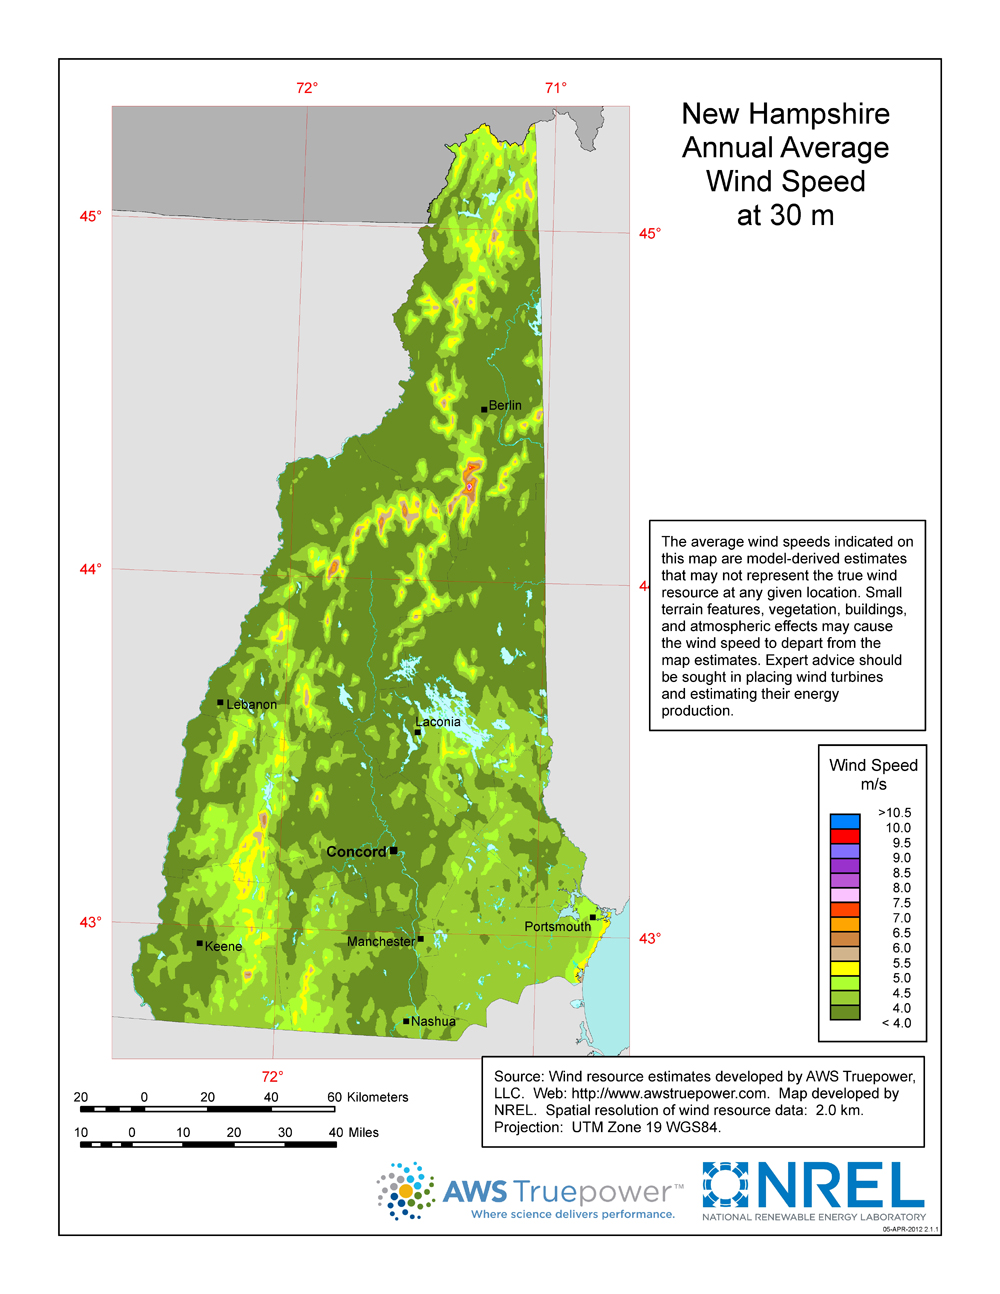 72°
71°
New Hampshire
Annual Average
Wind Speed
at 30 m
45°
45°
Berlin
The average wind speeds indicated on
this map are model-derived estimates
that may not represent the true wind
resource at any given location. Small
terrain features, vegetation, buildings,
and atmospheric effects may cause
the wind speed to depart from the
map estimates. Expert advice should
be sought in placing wind turbines
and estimating their energy
production.
44°
4
Lebanon
Laconia
Wind Speed
m/s
>10.5
10.0
9.5
9.0
8.5
8.0
7.5
7.0
6.5
6.0
5.5
5.0
4.5
4.0
< 4.0
Concord
43°
Portsmouth
Keene
Manchester
43°
Nashua
72°
Source: Wind resource estimates developed by AWS Truepower,
LLC. Web: http://www.awstruepower.com. Map developed by
NREL. Spatial resolution of wind resource data: 2.0 km.
Projection: UTM Zone 19 WGS84.
20 0 20 40 60 Kilometers
10 0 10 20 30 40 Miles
AWS Truepower™
Where science delivers performance.
NREL
NATIONAL RENEWABLE ENERGY LABORATORY
05-APR-2012 2.1.1